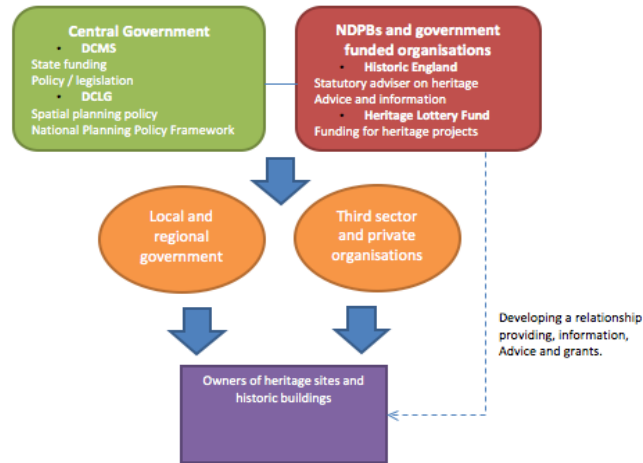 Central Government
• DCMS
State funding
Policy / legislation
• DCLG
Spatial planning policy
National Planning Policy Framework
NDPBs and government
funded organisations
• Historic England
Statutory adviser on heritage
Advice and information
• Heritage Lottery Fund
Funding for heritage projects
Local and
regional
government
Third sector
and private
organisations
Developing a relationship
providing, information,
Advice and grants.
Owners of heritage sites and
historic buildings